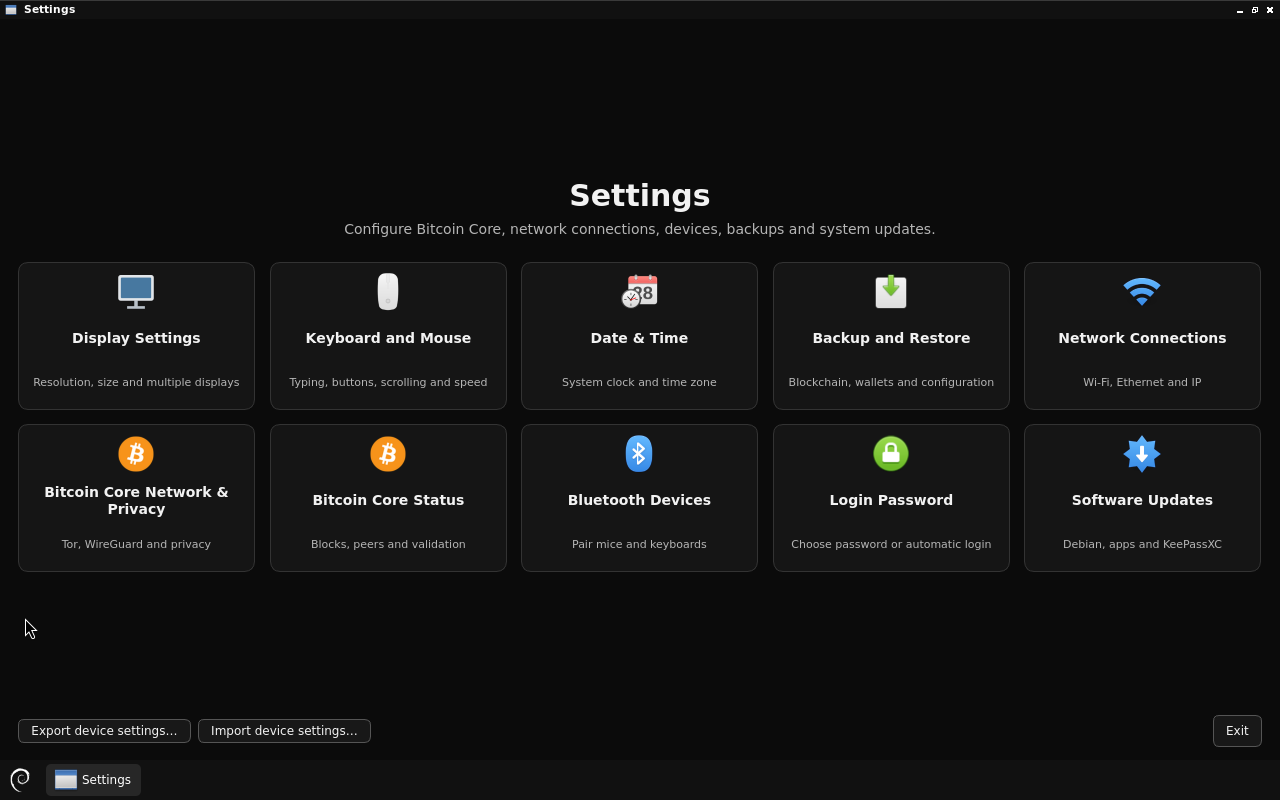 Settings
Settings
Configure Bitcoin Core, network connections, devices, backups and system updates.
Display Settings
Resolution, size and multiple displays
Keyboard and Mouse
Typing, buttons, scrolling and speed
Date & Time
System clock and time zone
Backup and Restore
Blockchain, wallets and configuration
Network Connections
Wi-Fi, Ethernet and IP
Bitcoin Core Network &
Privacy
Tor, WireGuard and privacy
Bitcoin Core Status
Blocks, peers and validation
Bluetooth Devices
Pair mice and keyboards
Login Password
Choose password or automatic login
Software Updates
Debian, apps and KeePassXC
Export device settings...
Import device settings...
Exit
Settings